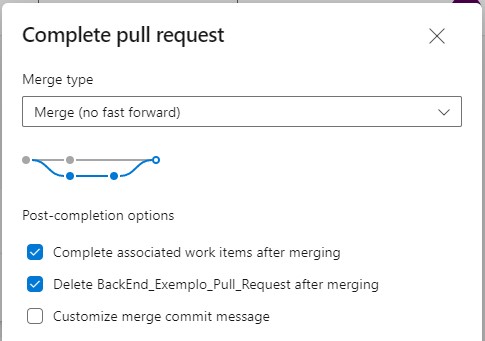 Complete pull request
Merge type
Merge (no fast forward)
Post-completion options
Complete associated work items after merging
Delete BackEnd_Exemplo_Pull_Request after merging
Customize merge commit message